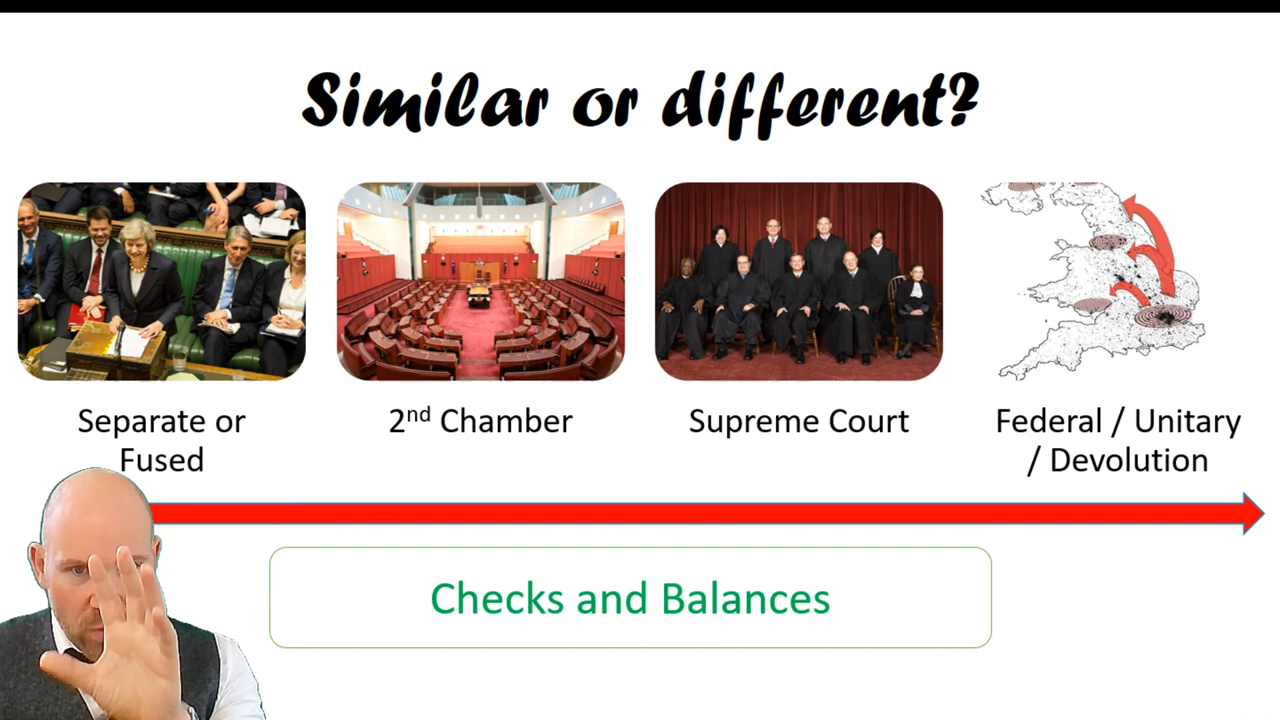 Similar or different?
Separate or
Fused
2nd Chamber
Supreme Court
Federal / Unitary
/ Devolution
Checks and Balances